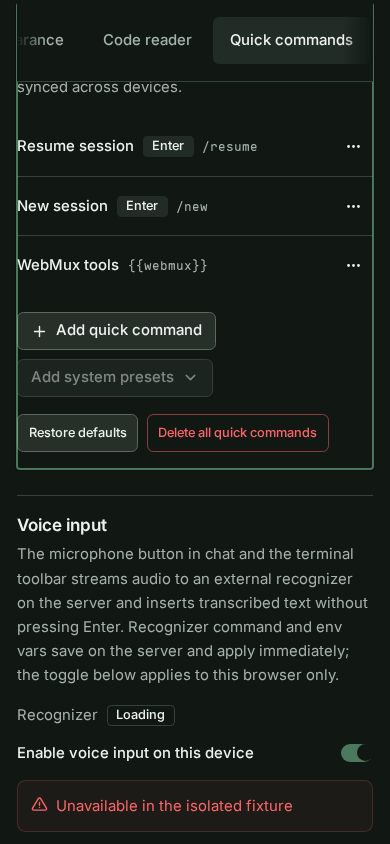 Code reader
Quick commands
synced across devices.
Resume session Enter /resume
New session Enter /new
WebMux tools {{webmux}}
Add quick command
Add system presets
Restore defaults
Delete all quick commands
Voice input
The microphone button in chat and the terminal
toolbar streams audio to an external recognizer
on the server and inserts transcribed text without
pressing Enter. Recognizer command and env
vars save on the server and apply immediately;
the toggle below applies to this browser only.
Recognizer Loading
Enable voice input on this device
Unavailable in the isolated fixture